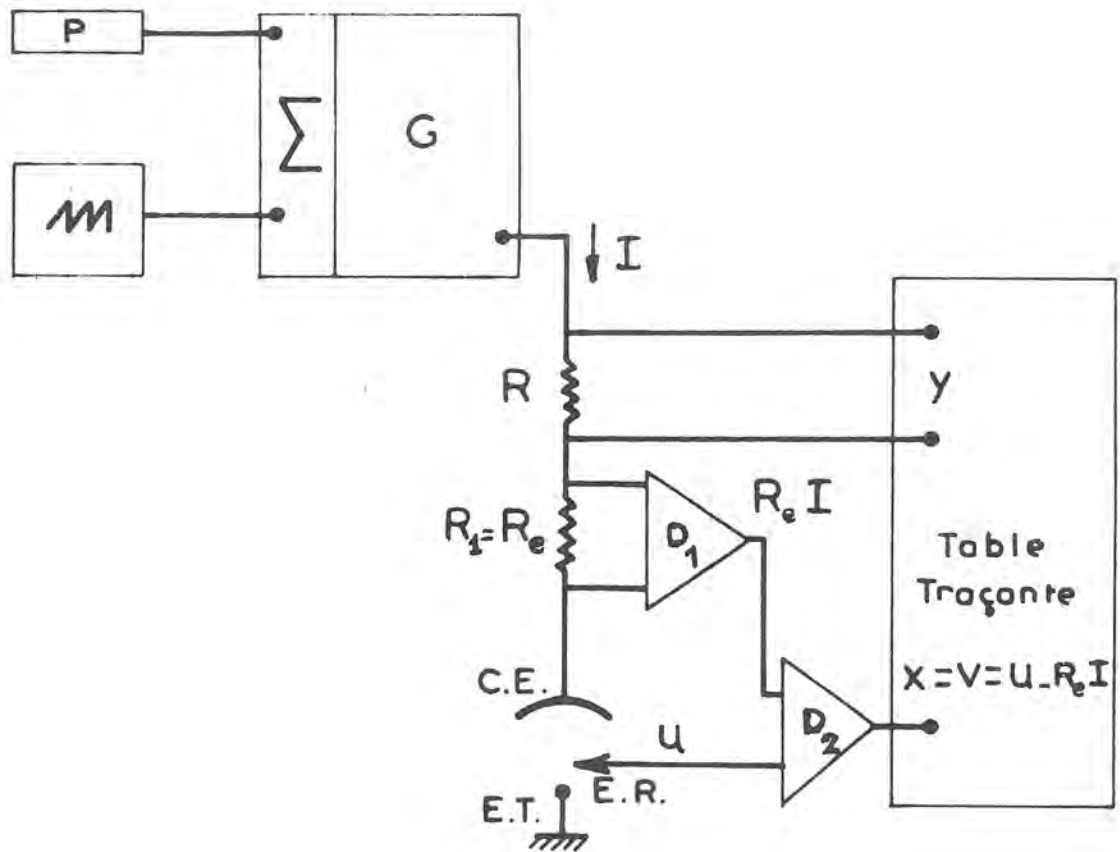 P
Σ
G
I
R
y
R₁=Rₑ
D₁
RₑI
Table
Traçante
C.E.
X=V=U-RₑI
D₂
U
E.R.
E.T.